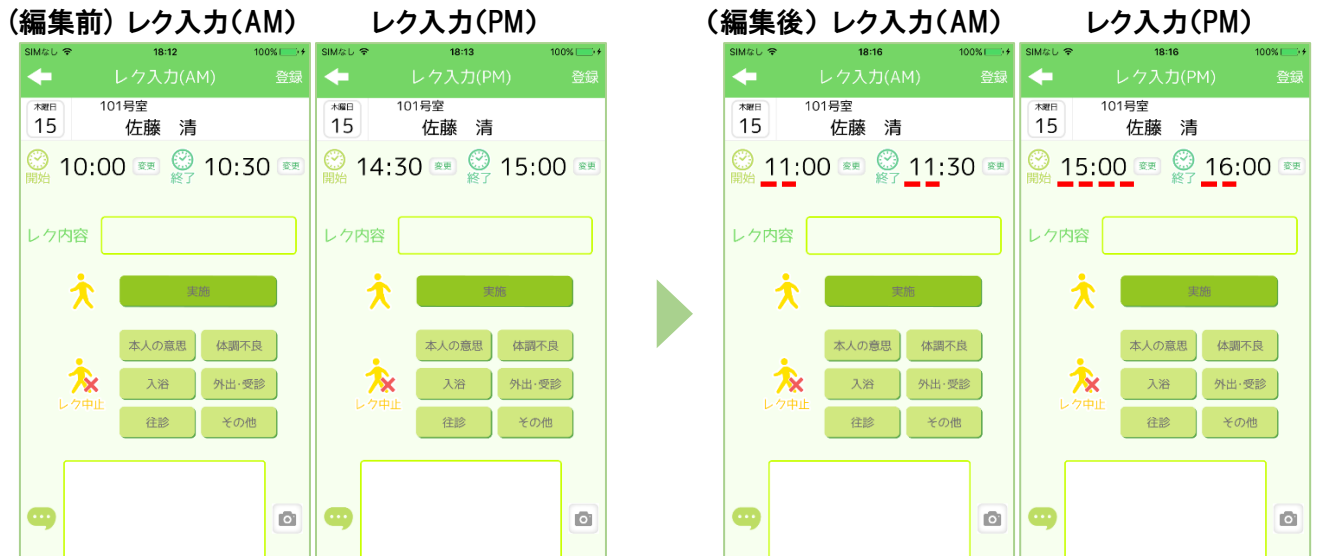 (編集前) レク入力(AM)
レク入力(PM)
(編集後) レク入力(AM)
レク入力(PM)
SIMなし 18:12 100%
レク入力(AM) 登録
木曜日 101号室
15 佐藤 清
開始 10:00 変更 終了 10:30 変更
レク内容
実施
本人の意思 体調不良
入浴 外出・受診
レク中止
往診 その他
SIMなし 18:13 100%
レク入力(PM) 登録
木曜日 101号室
15 佐藤 清
開始 14:30 変更 終了 15:00 変更
レク内容
実施
本人の意思 体調不良
入浴 外出・受診
レク中止
往診 その他
SIMなし 18:16 100%
レク入力(AM) 登録
木曜日 101号室
15 佐藤 清
開始 11:00 変更 終了 11:30 変更
レク内容
実施
本人の意思 体調不良
入浴 外出・受診
レク中止
往診 その他
SIMなし 18:16 100%
レク入力(PM) 登録
木曜日 101号室
15 佐藤 清
開始 15:00 変更 終了 16:00 変更
レク内容
実施
本人の意思 体調不良
入浴 外出・受診
レク中止
往診 その他